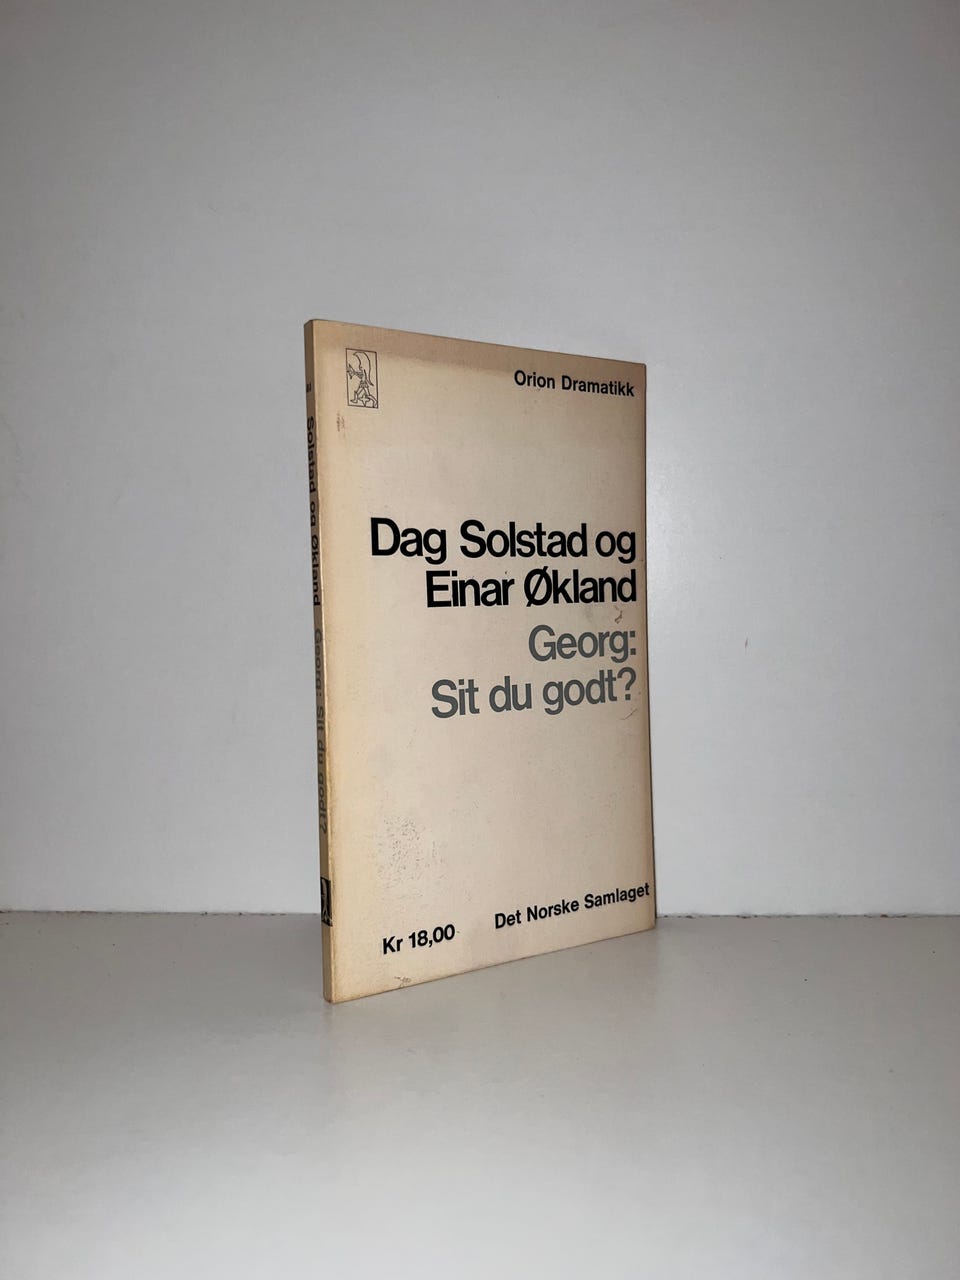 Orion Dramatikk
Dag Solstad og
Einar Økland
Georg:
Sit du godt?
Kr 18,00
Det Norske Samlaget
Solstad og Økland Georg: Sit du godt?